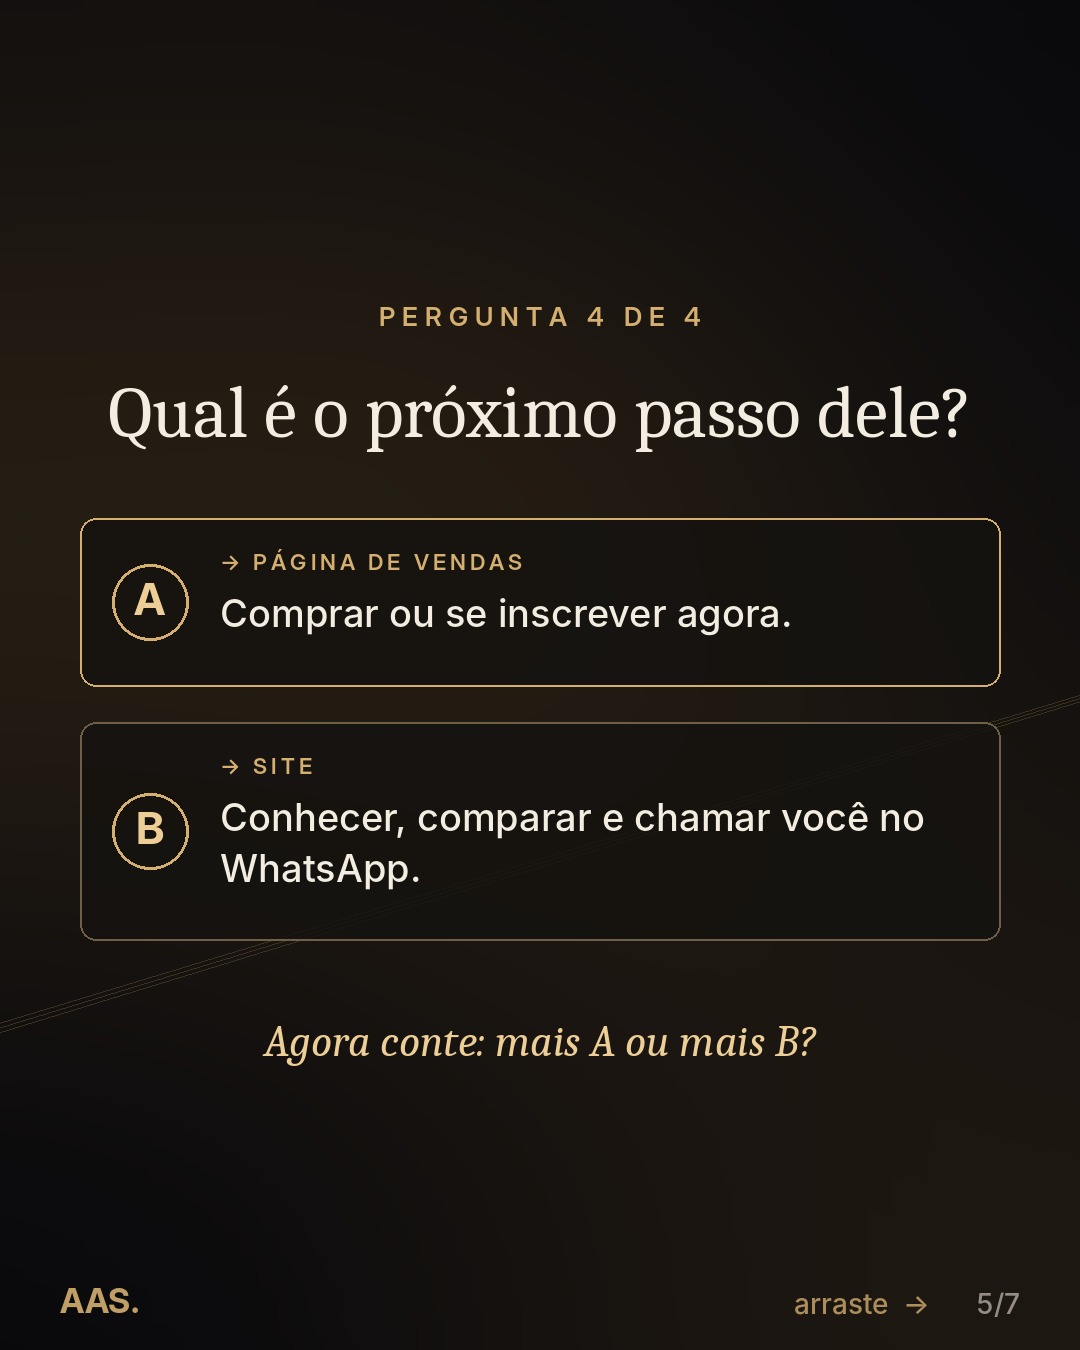 PERGUNTA 4 DE 4
Qual é o próximo passo dele?
→ PÁGINA DE VENDAS
A
Comprar ou se inscrever agora.
→ SITE
B
Conhecer, comparar e chamar você no
WhatsApp.
Agora conte: mais A ou mais B?
AAS.
arraste → 5/7